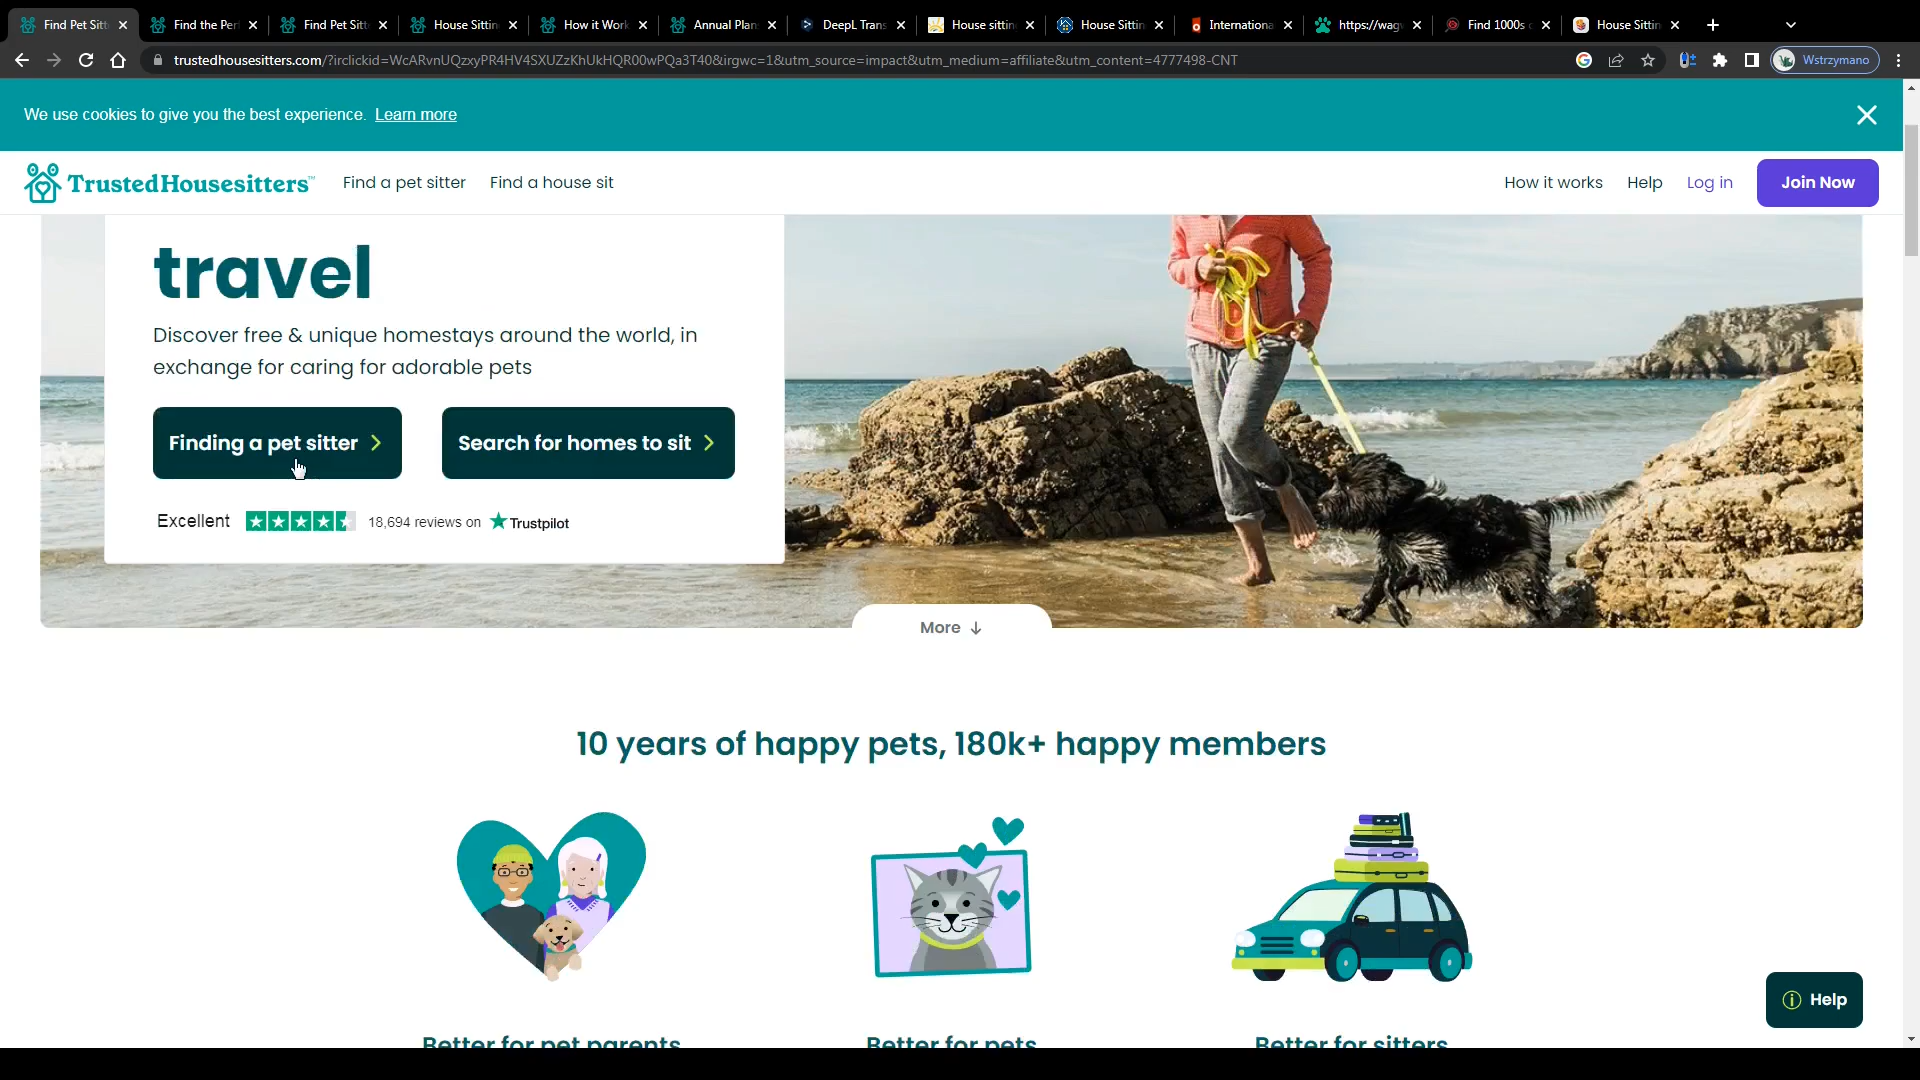 Find Pet Sitt
Find the Per
Find Pet Sitt
House Sittin
How it Work
Annual Plan
DeepL Trans
House sittin
House Sittin
Internationa
https://wagv
Find 1000s o
House Sittin
trustedhousesitters.com/?irclickid=WcARvnUQzxyPR4HV4SXUZzKhUkHQR00wPQa3T40&irgwc=1&utm_source=impact&utm_medium=affiliate&utm_content=4777498-CNT
Wstrzymano
We use cookies to give you the best experience. Learn more
TrustedHousesitters™
Find a pet sitter
Find a house sit
How it works
Help
Log in
Join Now
travel
Discover free & unique homestays around the world, in
exchange for caring for adorable pets
Finding a pet sitter
Search for homes to sit
Excellent
18,694 reviews on
Trustpilot
More
10 years of happy pets, 180k+ happy members
Better for pet parents
Better for pets
Better for sitters
Help